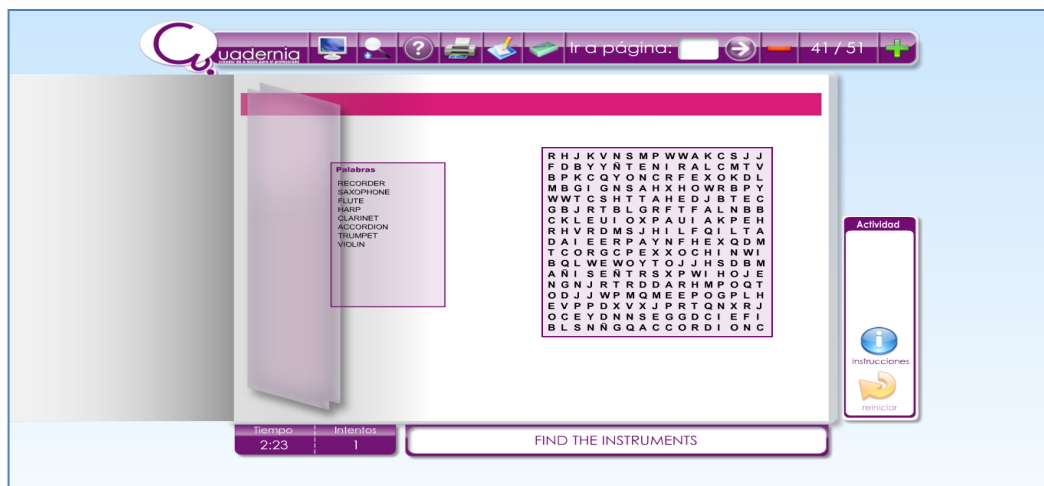 Cuadernia
Ir a página:
41 / 51
Palabras
RECORDER
SAXOPHONE
FLUTE
HARP
CLARINET
ACCORDION
TRUMPET
VIOLIN
R H J K V N S M P W W A K C S J J
F D B Y Y Ñ T E N I R A L C M T V
B P K C Q Y O N C R F E X O K D L
M B G I G N S A H X H O W R B P Y
W W T C S H T T A H E D J B T E C
G B J R T B L G R F T F A L N B B
C K L E U I O X P A U I A K P E H
R H V R D M S J H I L F Q I L T A
D A I E E R P A Y N F H E X Q D M
T C O R G C P E X X O C H I N W I
B Q L W E W O Y T O J J H S D B M
A Ñ I S E Ñ T R S X P W I H O J E
N G N J R T R D D A R H M P O Q T
O D J J W P M Q M E E P O G P L H
E V P P D X V X J P R T Q N X R J
O C E Y D N N S E G G D C I E F I
B L S N Ñ G Q A C C O R D I O N C
Actividad
instrucciones
reiniciar
Tiempo
2:23
Intentos
1
FIND THE INSTRUMENTS